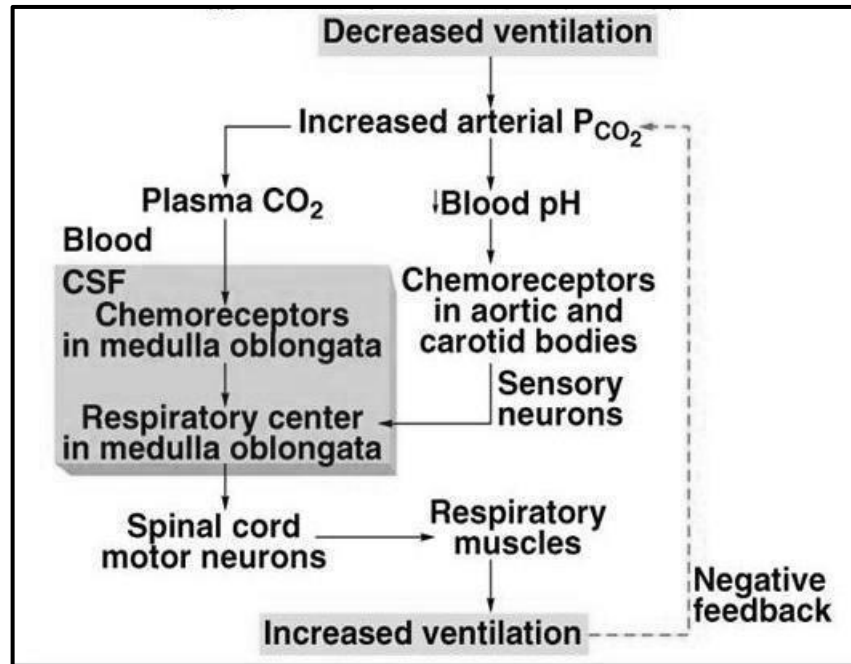 Decreased ventilation
Increased arterial PCO₂
Plasma CO₂
↓Blood pH
Blood
CSF
Chemoreceptors
in medulla oblongata
Chemoreceptors
in aortic and
carotid bodies
Sensory
neurons
Respiratory center
in medulla oblongata
Spinal cord
motor neurons
Respiratory
muscles
Negative
feedback
Increased ventilation